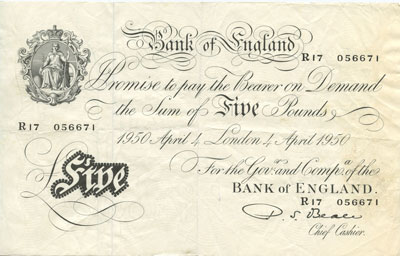 Bank of England
R17 056671
I Promise to pay the Bearer on Demand
the Sum of Five Pounds
R17 056671
1950 April 4 London 4 April 1950
For the Govr. and Compa. of the
BANK OF ENGLAND.
£Five
R17 056671
P. S. Beale
Chief Cashier.